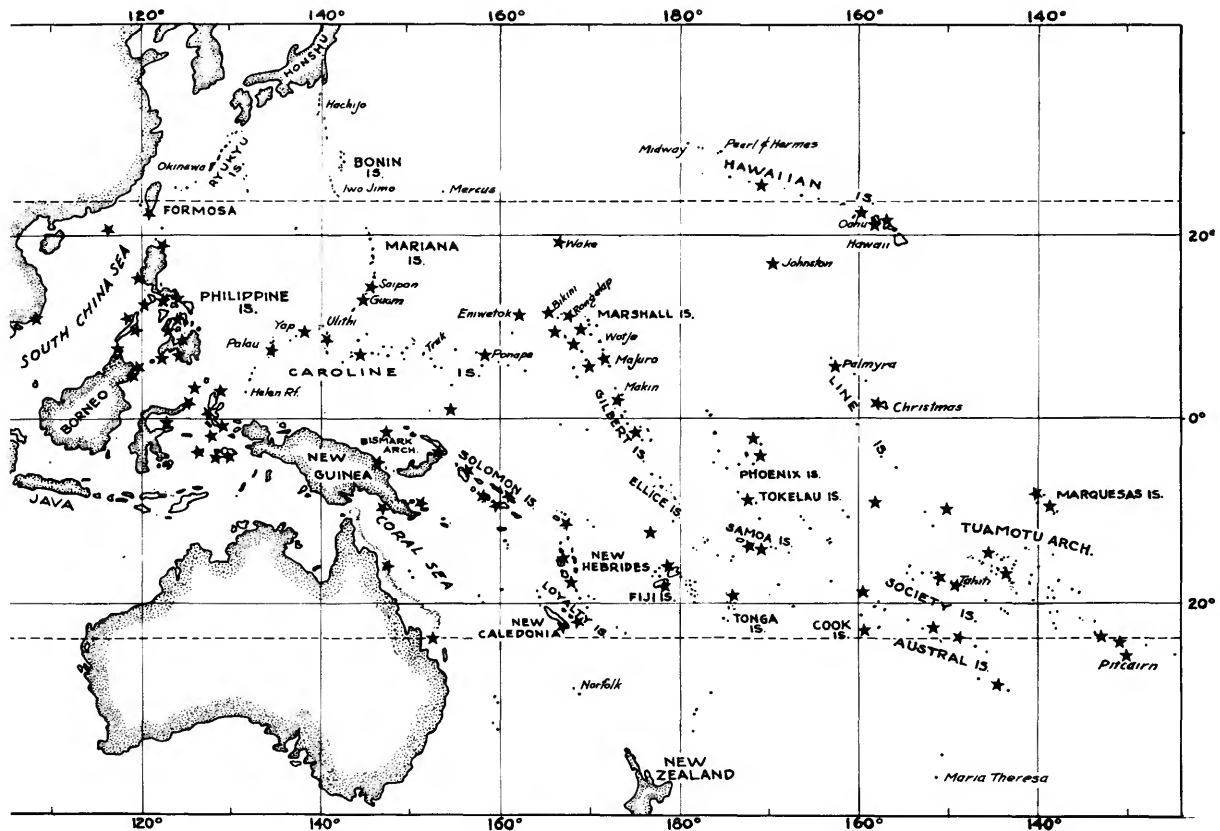 120° 140° 160° 180° 160° 140°
HONSHU
Hachijo
Okinawa
RYUKYU
IS.
BONIN
IS.
Iwo Jimo
Marcus
Midway
Pearl & Hermes
HAWAIIAN
IS.
FORMOSA
Oahu
Hawaii
20°
SOUTH CHINA SEA
MARIANA
IS.
Wake
Johnston
Saipan
Guam
PHILIPPINE
IS.
Eniwetok
Bikini
Rongelap
MARSHALL IS.
Wotje
Majuro
Yap
Ulithi
Palau
Truk
Ponape
CAROLINE IS.
Palmyra
Makin
Helen Rf.
LINE
IS.
Christmas
BORNEO
GILBERT IS.
0°
BISMARK
ARCH.
NEW
GUINEA
SOLOMON IS.
PHOENIX IS.
JAVA
ELLICE IS.
TOKELAU IS.
MARQUESAS IS.
CORAL SEA
SAMOA IS.
TUAMOTU ARCH.
NEW
HEBRIDES
Tahiti
FIJI IS.
SOCIETY IS.
LOYALTY IS.
20°
NEW
CALEDONIA
TONGA
IS.
COOK
IS.
AUSTRAL IS.
Pitcairn
Norfolk
NEW
ZEALAND
Maria Theresa
120° 140° 160° 180° 160° 140°